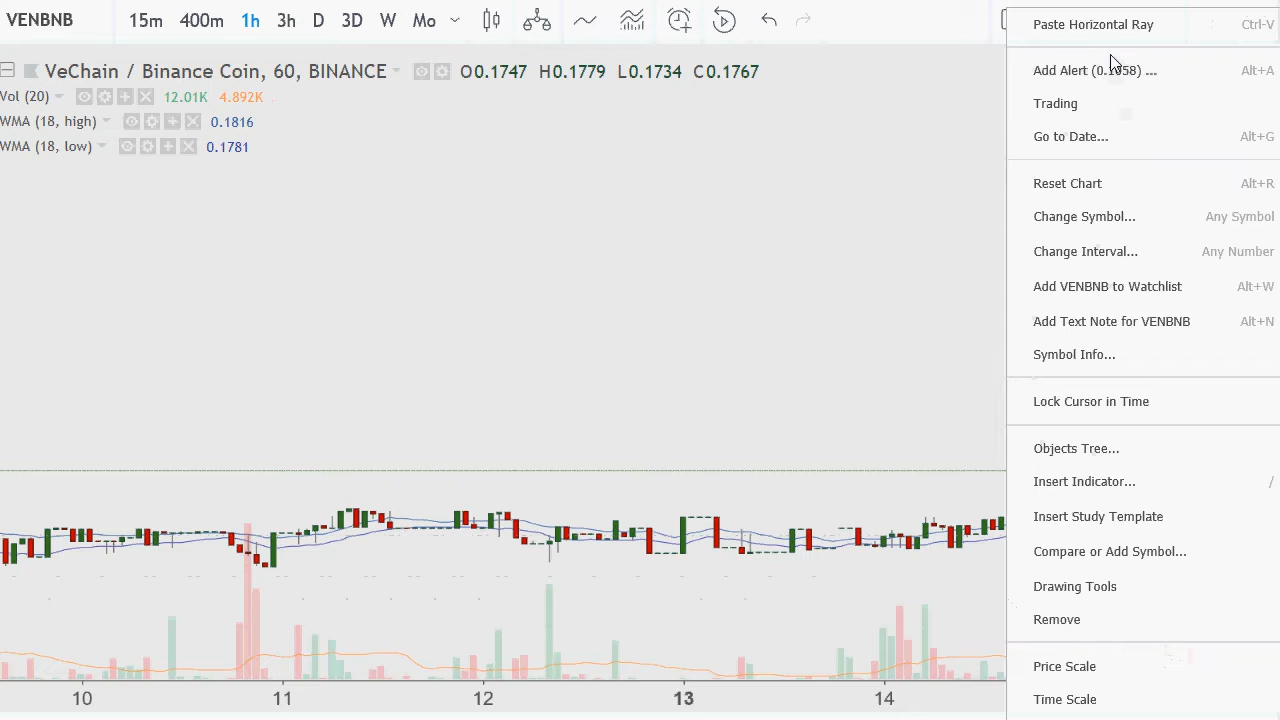 VENBNB 15m 400m 1h 3h D 3D W Mo
VeChain / Binance Coin, 60, BINANCE O0.1747 H0.1779 L0.1734 C0.1767
Vol (20) 12.01K 4.892K
WMA (18, high) 0.1816
WMA (18, low) 0.1781
Paste Horizontal Ray Ctrl-V
Add Alert (0.1858) ... Alt+A
Trading
Go to Date... Alt+G
Reset Chart Alt+R
Change Symbol... Any Symbol
Change Interval... Any Number
Add VENBNB to Watchlist Alt+W
Add Text Note for VENBNB Alt+N
Symbol Info...
Lock Cursor in Time
Objects Tree...
Insert Indicator... /
Insert Study Template
Compare or Add Symbol...
Drawing Tools
Remove
Price Scale
Time Scale
10 11 12 13 14